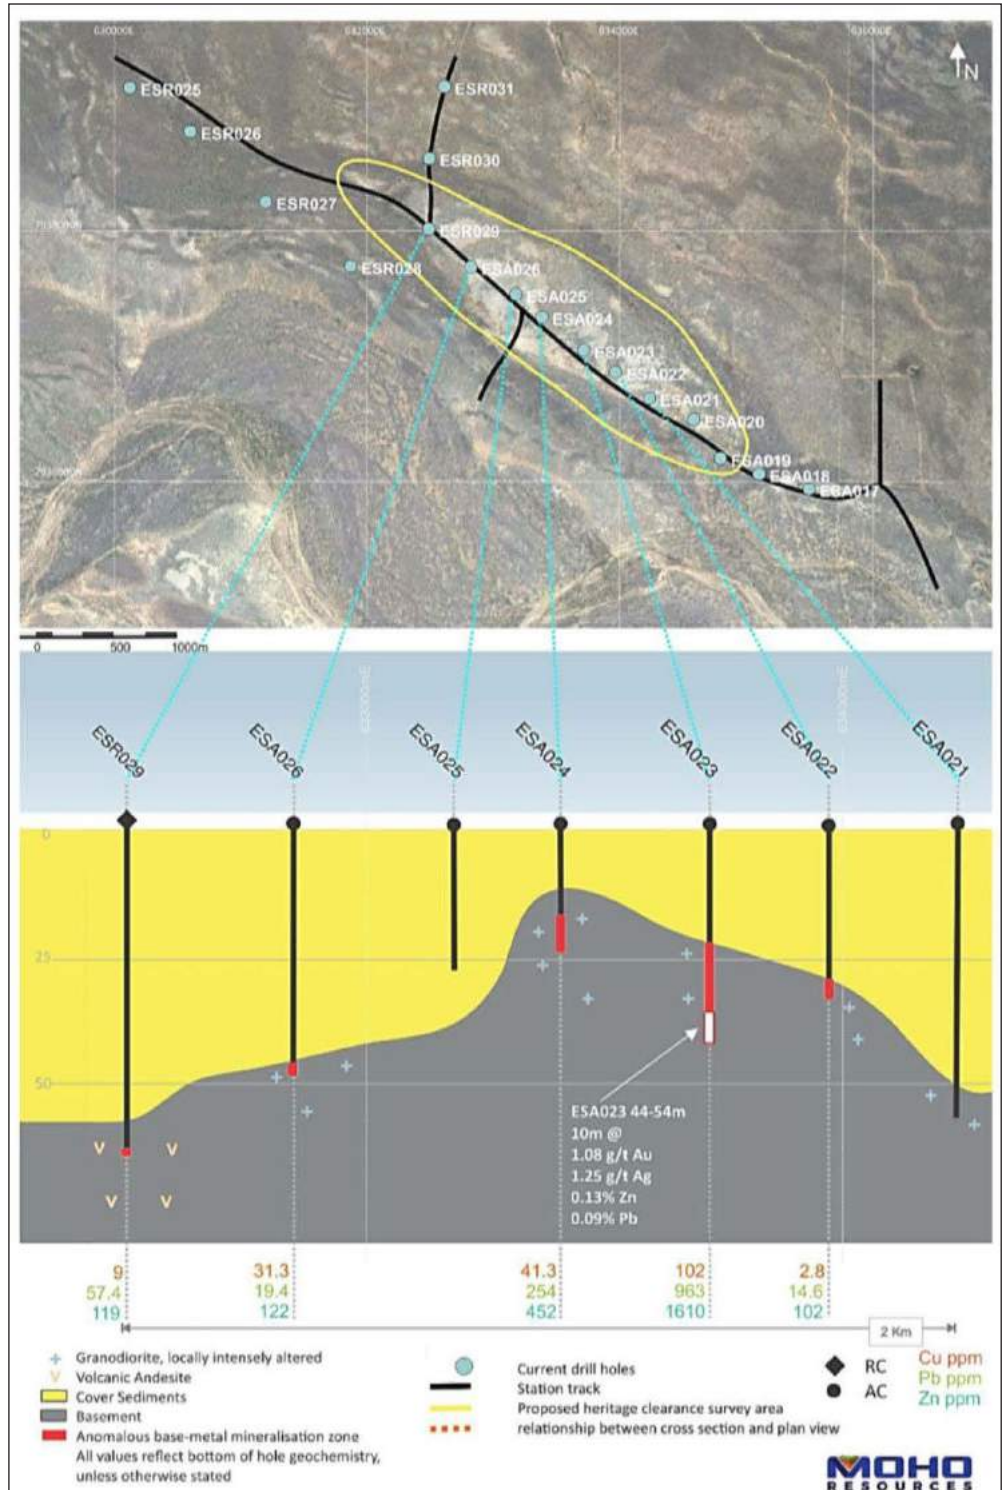 630000E 632000E 634000E
N
ESR025
ESR031
ESR026
ESR030
ESR027
ESR029
ESR028
ESA026
ESA025
ESA024
ESA023
ESA022
ESA021
ESA020
ESA019
ESA018
ESA017
0 500 1000m
ESR029
ESA026
ESA025
ESA024
ESA023
ESA022
ESA021
0
25
50
ESA023 44-54m
10m @
1.08 g/t Au
1.25 g/t Ag
0.13% Zn
0.09% Pb
V V
V V
9 31.3 41.3 102 2.8
57.4 19.4 254 963 14.6
119 122 452 1610 102
2 Km
Granodiorite, locally intensely altered
V Volcanic Andesite
Cover Sediments
Basement
Anomalous base-metal mineralisation zone
All values reflect bottom of hole geochemistry,
unless otherwise stated
Current drill holes
Station track
Proposed heritage clearance survey area
relationship between cross section and plan view
RC
AC
Cu ppm
Pb ppm
Zn ppm
MOHO
RESOURCES